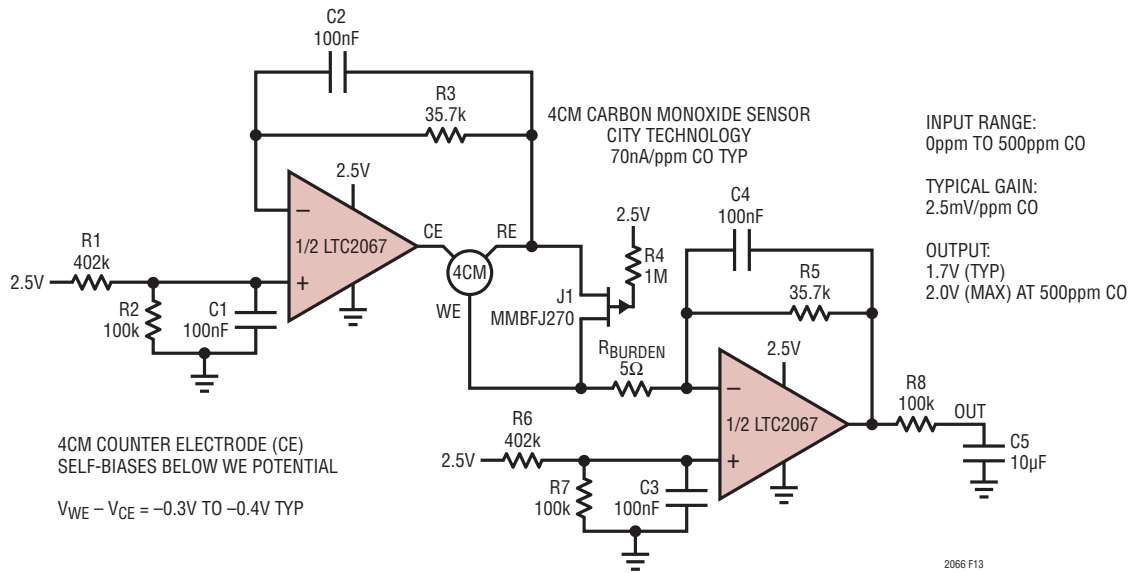 C2
100nF
R3
35.7k
4CM CARBON MONOXIDE SENSOR
CITY TECHNOLOGY
70nA/ppm CO TYP
INPUT RANGE:
0ppm TO 500ppm CO
TYPICAL GAIN:
2.5mV/ppm CO
OUTPUT:
1.7V (TYP)
2.0V (MAX) AT 500ppm CO
2.5V
–
1/2 LTC2067
+
R1
402k
2.5V
R2
100k
C1
100nF
CE
RE
4CM
WE
2.5V
R4
1M
J1
MMBFJ270
C4
100nF
R5
35.7k
RBURDEN
5Ω
2.5V
–
1/2 LTC2067
+
R8
100k
OUT
C5
10µF
R6
402k
2.5V
R7
100k
C3
100nF
4CM COUNTER ELECTRODE (CE)
SELF-BIASES BELOW WE POTENTIAL
VWE – VCE = –0.3V TO –0.4V TYP
2066 F13